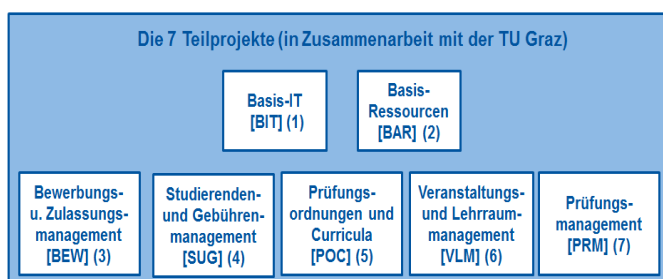 Die 7 Teilprojekte (in Zusammenarbeit mit der TU Graz)
Basis-IT
[BIT] (1)
Basis-
Ressourcen
[BAR] (2)
Bewerbungs-
u. Zulassungs-
management
[BEW] (3)
Studierenden-
und Gebühren-
management
[SUG] (4)
Prüfungs-
ordnungen und
Curricula
[POC] (5)
Veranstaltungs-
und Lehrraum-
management
[VLM] (6)
Prüfungs-
management
[PRM] (7)